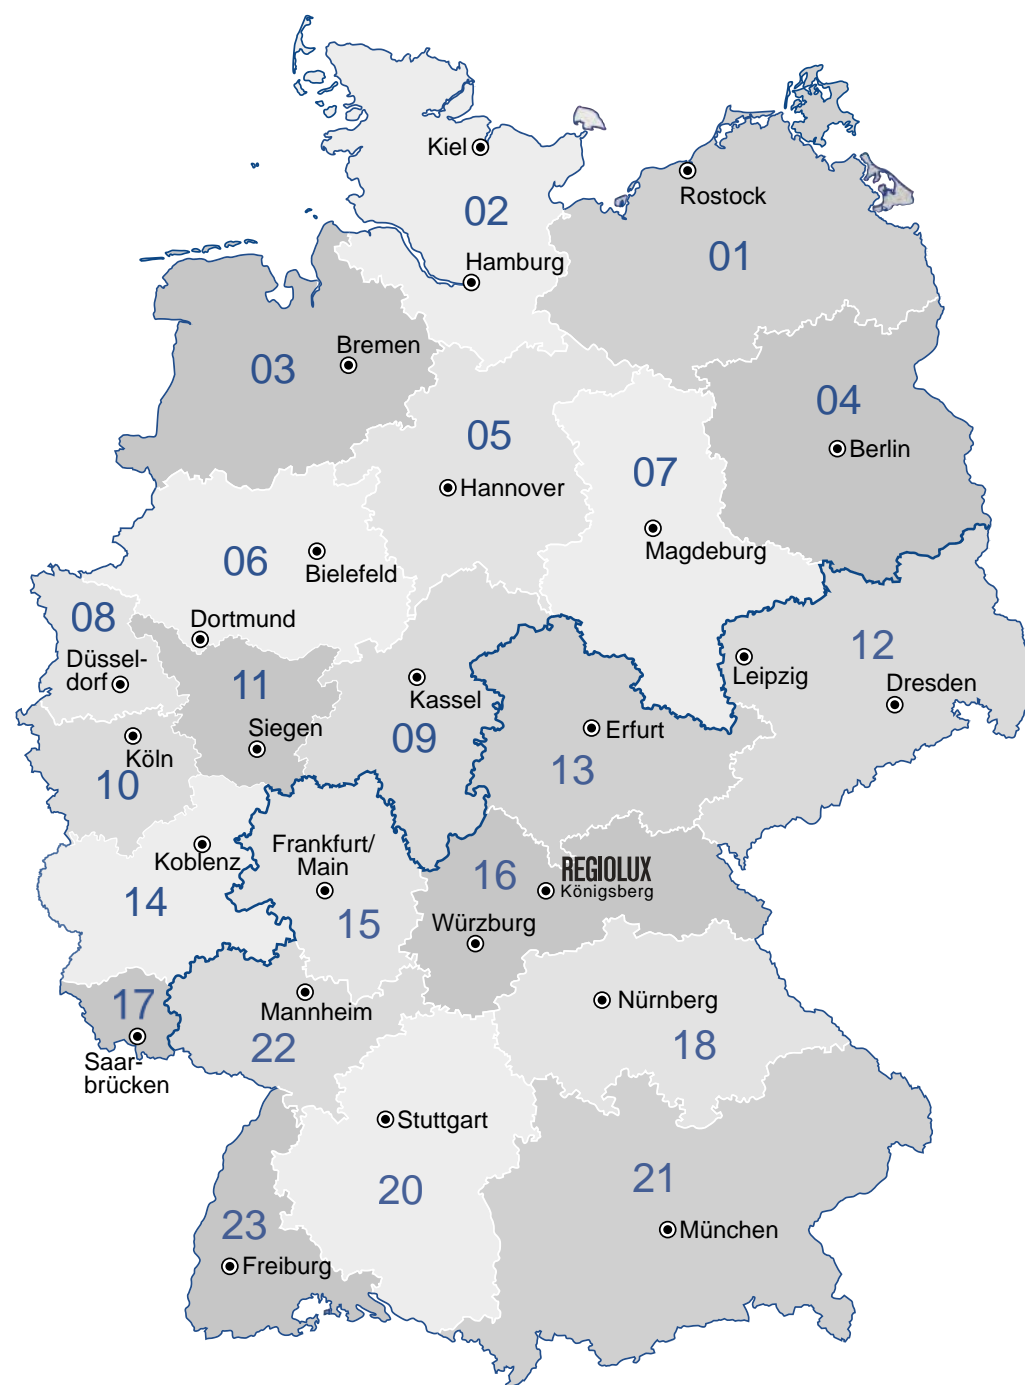 Kiel
Rostock
02
01
Hamburg
Bremen
03
04
05
Berlin
07
Hannover
Magdeburg
06
Bielefeld
08
Dortmund
12
Düssel-
dorf
11
Leipzig
Kassel
Dresden
Siegen
Erfurt
Köln
09
10
13
Frankfurt/
Main
Koblenz
16
REGIOLUX
Königsberg
14
15
Würzburg
17
Mannheim
Nürnberg
22
18
Saar-
brücken
Stuttgart
20
21
23
München
Freiburg